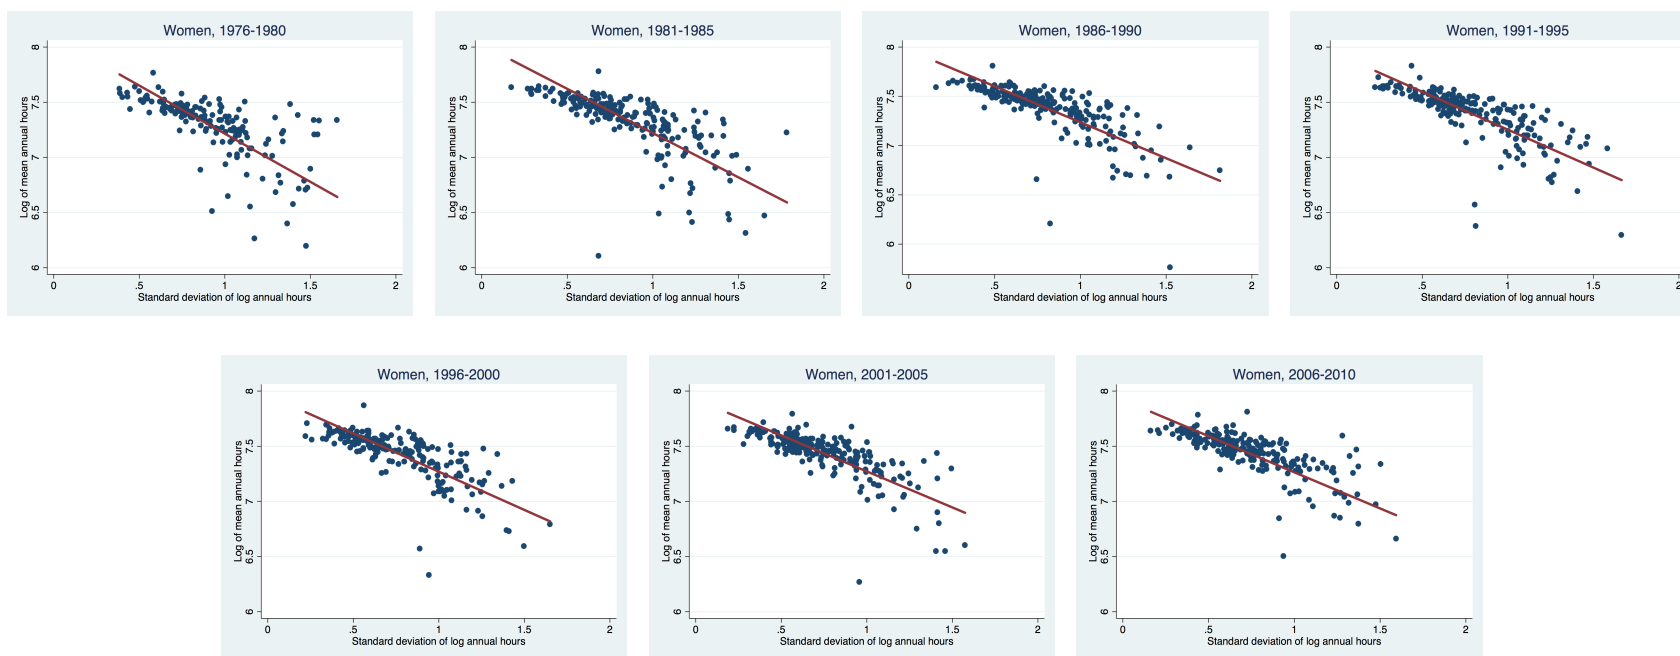 Women, 1976-1980
8
7.5
7
6.5
6
Log of mean annual hours
0 .5 1 1.5 2
Standard deviation of log annual hours
Women, 1981-1985
8
7.5
7
6.5
6
Log of mean annual hours
0 .5 1 1.5 2
Standard deviation of log annual hours
Women, 1986-1990
8
7.5
7
6.5
6
Log of mean annual hours
0 .5 1 1.5 2
Standard deviation of log annual hours
Women, 1991-1995
8
7.5
7
6.5
6
Log of mean annual hours
0 .5 1 1.5 2
Standard deviation of log annual hours
Women, 1996-2000
8
7.5
7
6.5
6
Log of mean annual hours
0 .5 1 1.5 2
Standard deviation of log annual hours
Women, 2001-2005
8
7.5
7
6.5
6
Log of mean annual hours
0 .5 1 1.5 2
Standard deviation of log annual hours
Women, 2006-2010
8
7.5
7
6.5
6
Log of mean annual hours
0 .5 1 1.5 2
Standard deviation of log annual hours